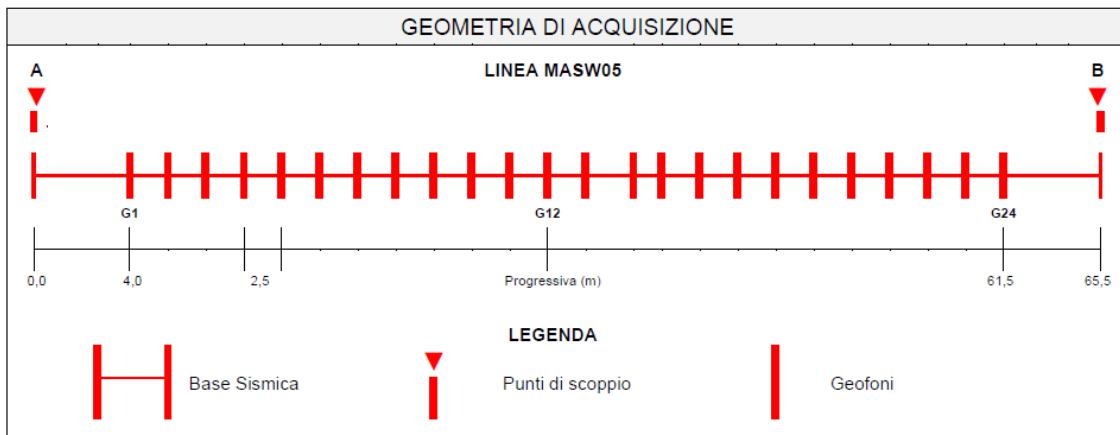 GEOMETRIA DI ACQUISIZIONE
LINEA MASW05
A B
G1 G12 G24
0,0 4,0 2,5 Progressiva (m) 61,5 65,5
LEGENDA
Base Sismica Punti di scoppio Geofoni